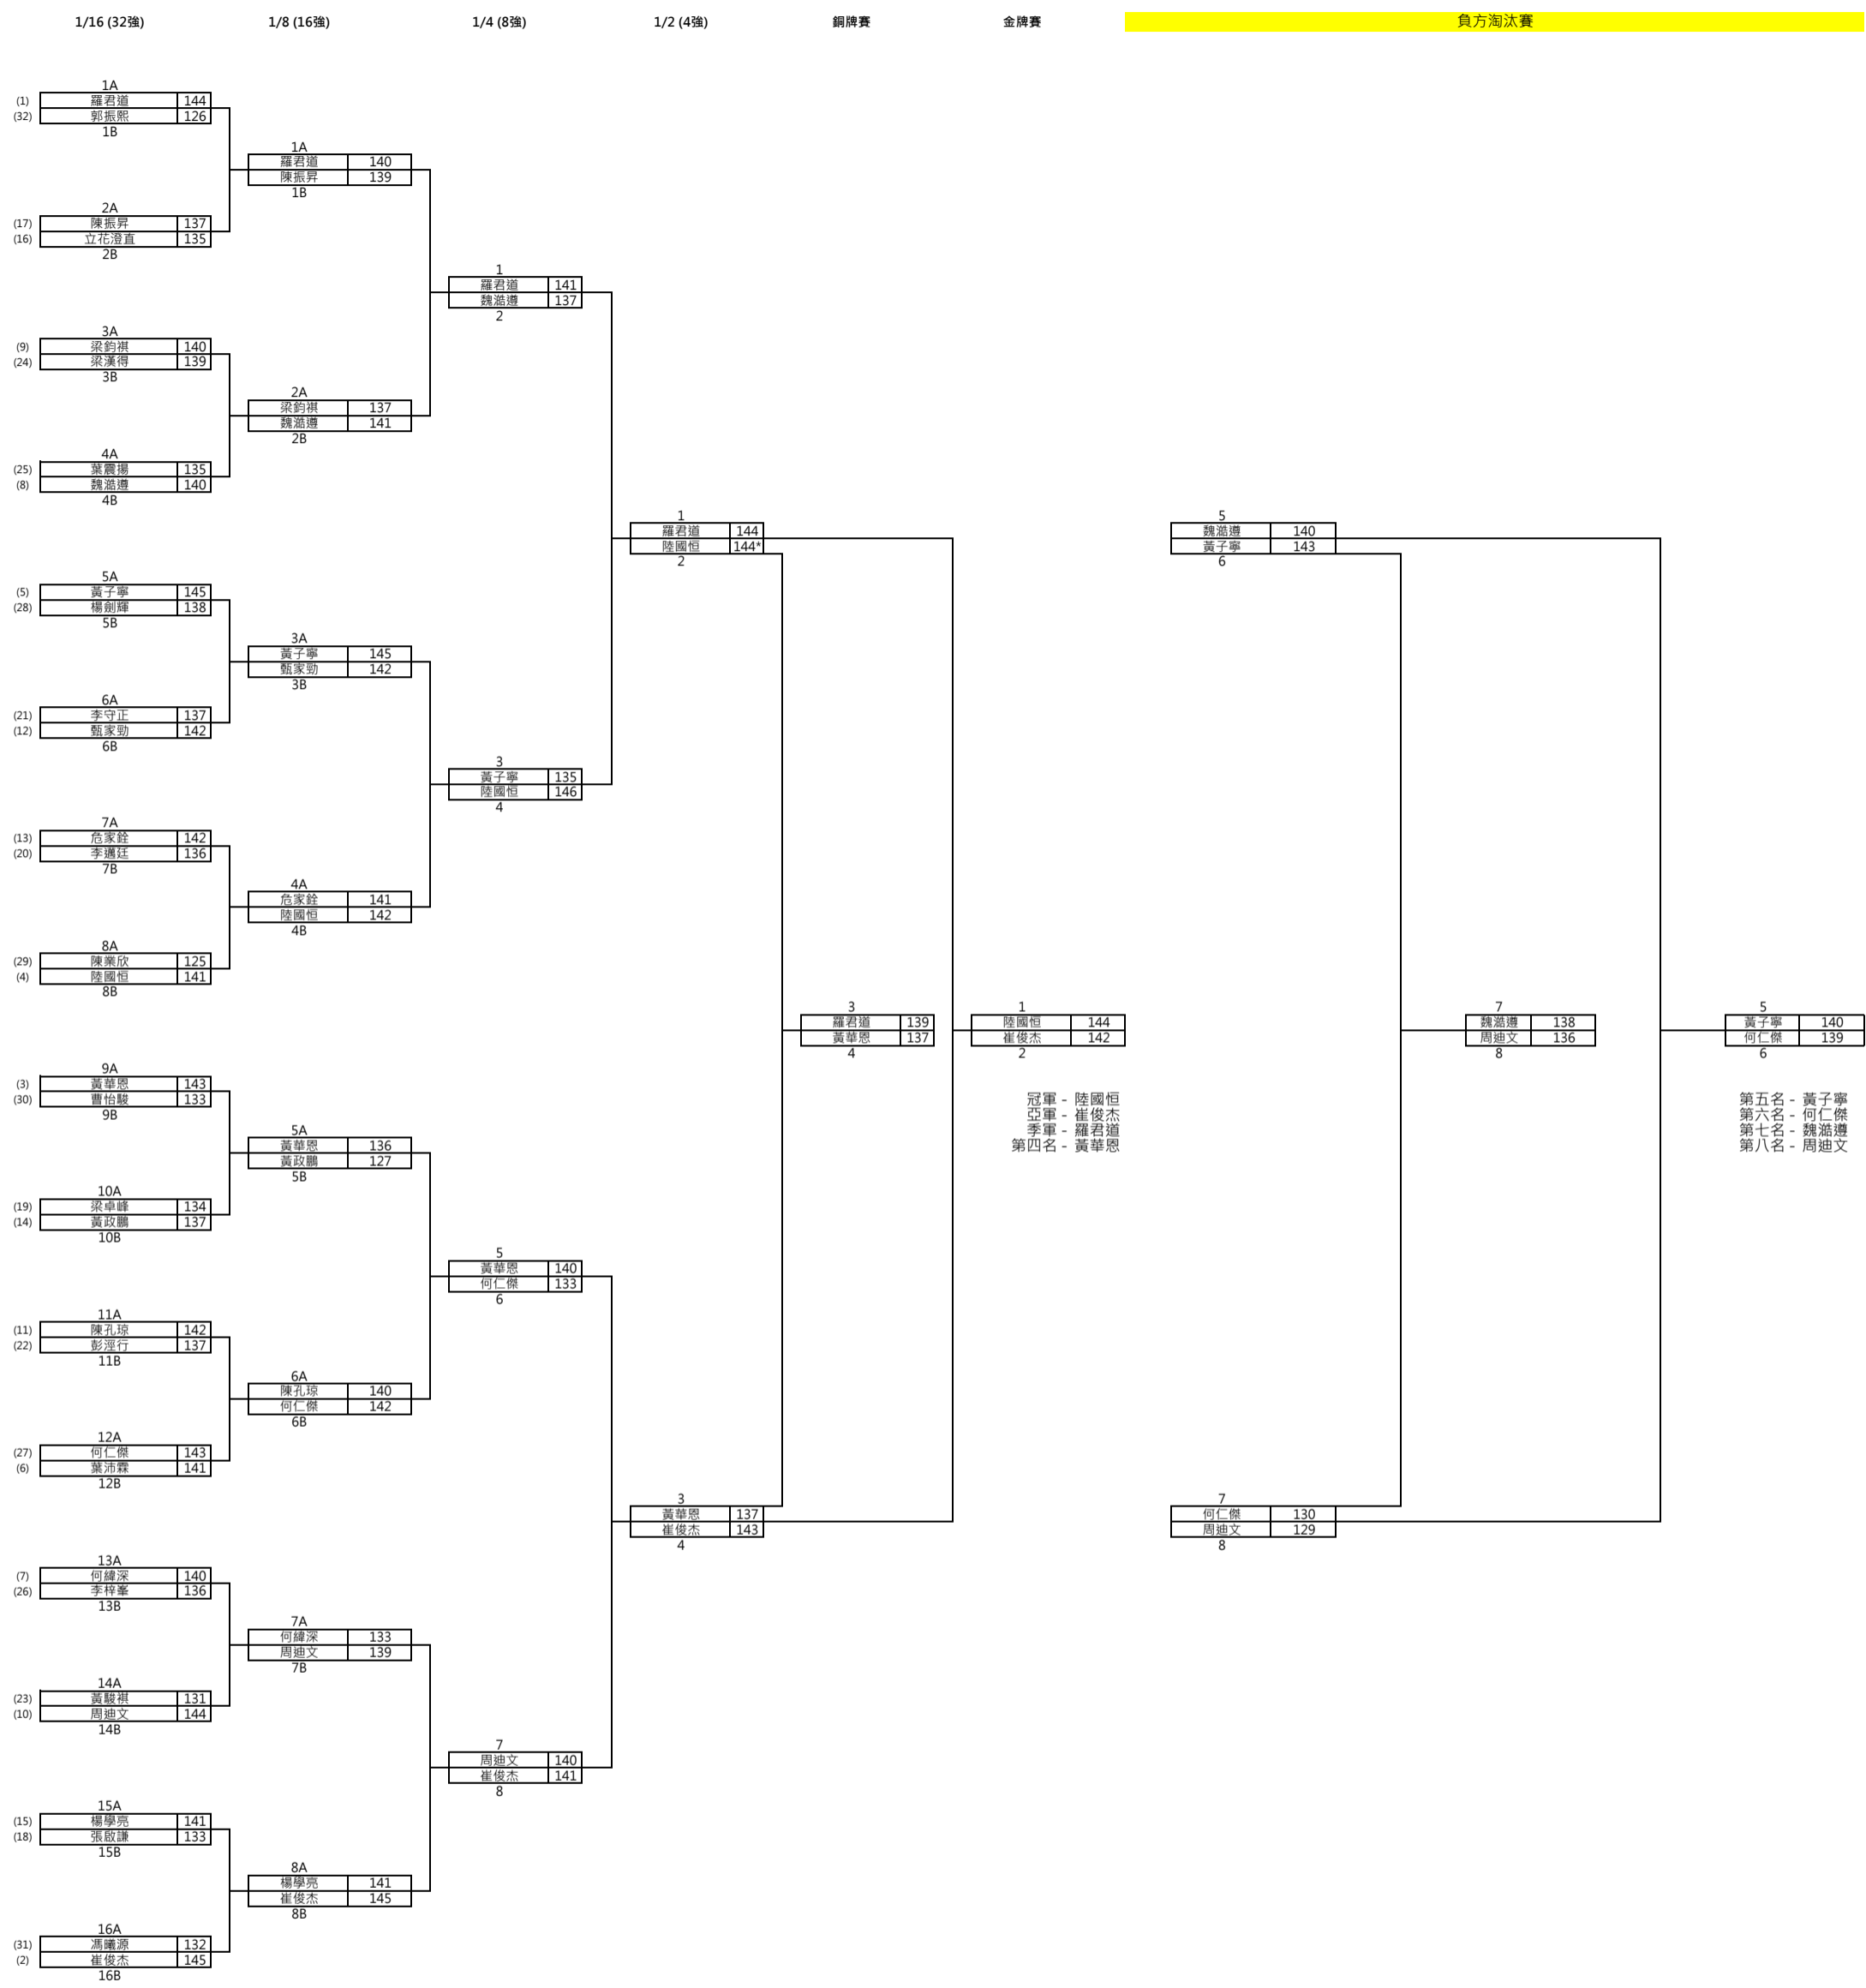 1/16 (32強) 1/8 (16強) 1/4 (8強) 1/2 (4強) 銅牌賽 金牌賽 負方淘汰賽
1A
(1) 羅君道 144
(32) 郭振熙 126
1B
1A
羅君道 140
陳振昇 139
1B
2A
(17) 陳振昇 137
(16) 立花澄直 135
2B
1
羅君道 141
魏澔遵 137
2
3A
(9) 梁鈞祺 140
(24) 梁漢得 139
3B
2A
梁鈞祺 137
魏澔遵 141
2B
4A
(25) 葉震揚 135
(8) 魏澔遵 140
4B
1
羅君道 144
陸國恒 144*
2
5
魏澔遵 140
黃子寧 143
6
5A
(5) 黃子寧 145
(28) 楊劍輝 138
5B
3A
黃子寧 145
甄家勁 142
3B
6A
(21) 李守正 137
(12) 甄家勁 142
6B
3
黃子寧 135
陸國恒 146
4
7A
(13) 危家銓 142
(20) 李邁廷 136
7B
4A
危家銓 141
陸國恒 142
4B
8A
(29) 陳業欣 125
(4) 陸國恒 141
8B
3
羅君道 139
黃華恩 137
4
1
陸國恒 144
崔俊杰 142
2
7
魏澔遵 138
周迪文 136
8
5
黃子寧 140
何仁傑 139
6
9A
(3) 黃華恩 143
(30) 曹怡駿 133
9B
冠軍 - 陸國恒
亞軍 - 崔俊杰
季軍 - 羅君道
第四名 - 黃華恩
第五名 - 黃子寧
第六名 - 何仁傑
第七名 - 魏澔遵
第八名 - 周迪文
5A
黃華恩 136
黃政鵬 127
5B
10A
(19) 梁卓峰 134
(14) 黃政鵬 137
10B
5
黃華恩 140
何仁傑 133
6
11A
(11) 陳孔琼 142
(22) 彭溼行 137
11B
6A
陳孔琼 140
何仁傑 142
6B
12A
(27) 何仁傑 143
(6) 葉沛霖 141
12B
3
黃華恩 137
崔俊杰 143
4
7
何仁傑 130
周迪文 129
8
13A
(7) 何緯深 140
(26) 李梓峯 136
13B
7A
何緯深 133
周迪文 139
7B
14A
(23) 黃駿祺 131
(10) 周迪文 144
14B
7
周迪文 140
崔俊杰 141
8
15A
(15) 楊學亮 141
(18) 張啟謙 133
15B
8A
楊學亮 141
崔俊杰 145
8B
16A
(31) 馮曦源 132
(2) 崔俊杰 145
16B